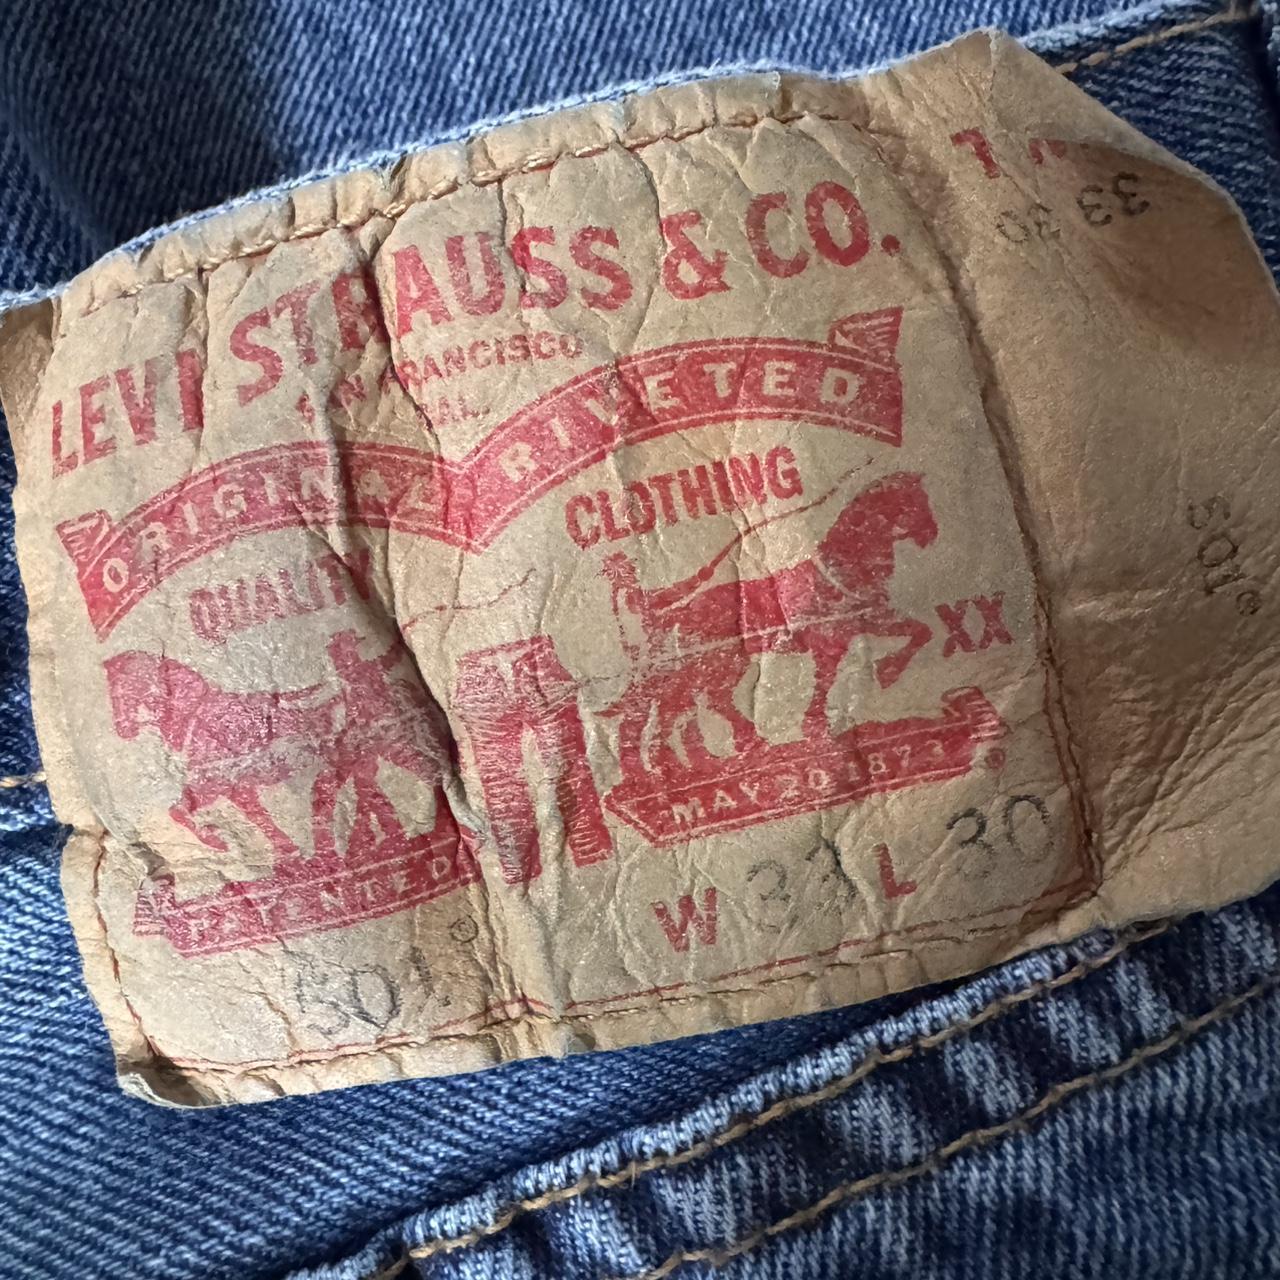 LEVI STRAUSS & CO.
SAN FRANCISCO
CAL.
ORIGINAL RIVETED
QUALITY CLOTHING
XX
PATENTED MAY 20 1873 ®
501® W 33 L 30
33 30
501®